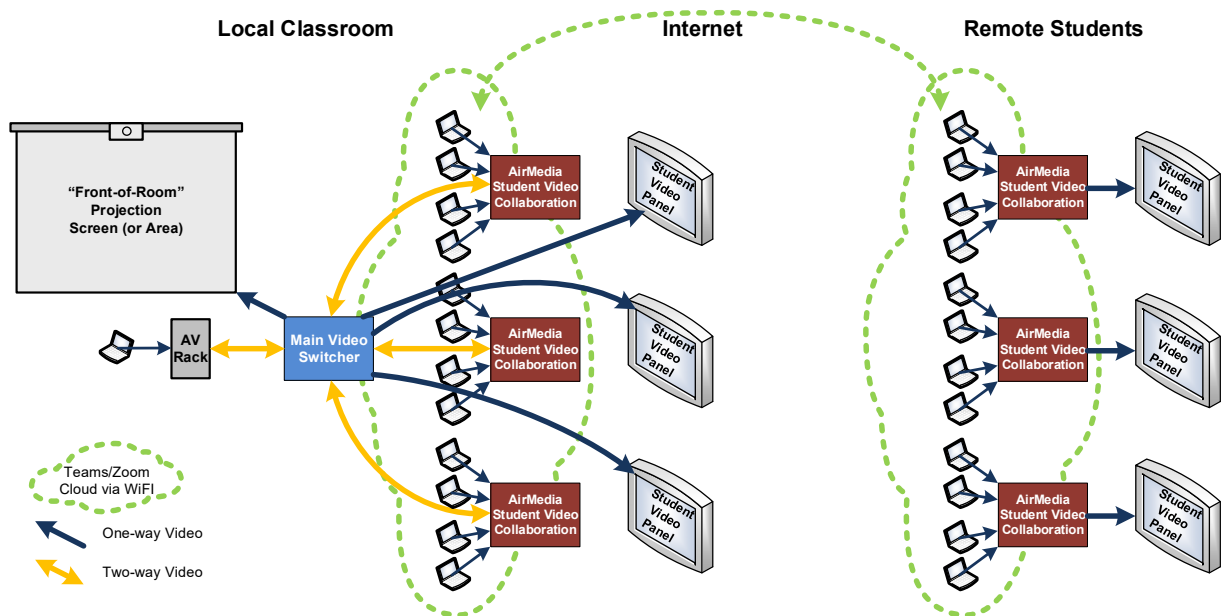 Local Classroom
Internet
Remote Students
“Front-of-Room”
Projection
Screen (or Area)
AV
Rack
Main Video
Switcher
AirMedia
Student Video
Collaboration
AirMedia
Student Video
Collaboration
AirMedia
Student Video
Collaboration
Student
Video
Panel
Student
Video
Panel
Student
Video
Panel
AirMedia
Student Video
Collaboration
AirMedia
Student Video
Collaboration
AirMedia
Student Video
Collaboration
Student
Video
Panel
Student
Video
Panel
Student
Video
Panel
Teams/Zoom
Cloud via WiFI
One-way Video
Two-way Video